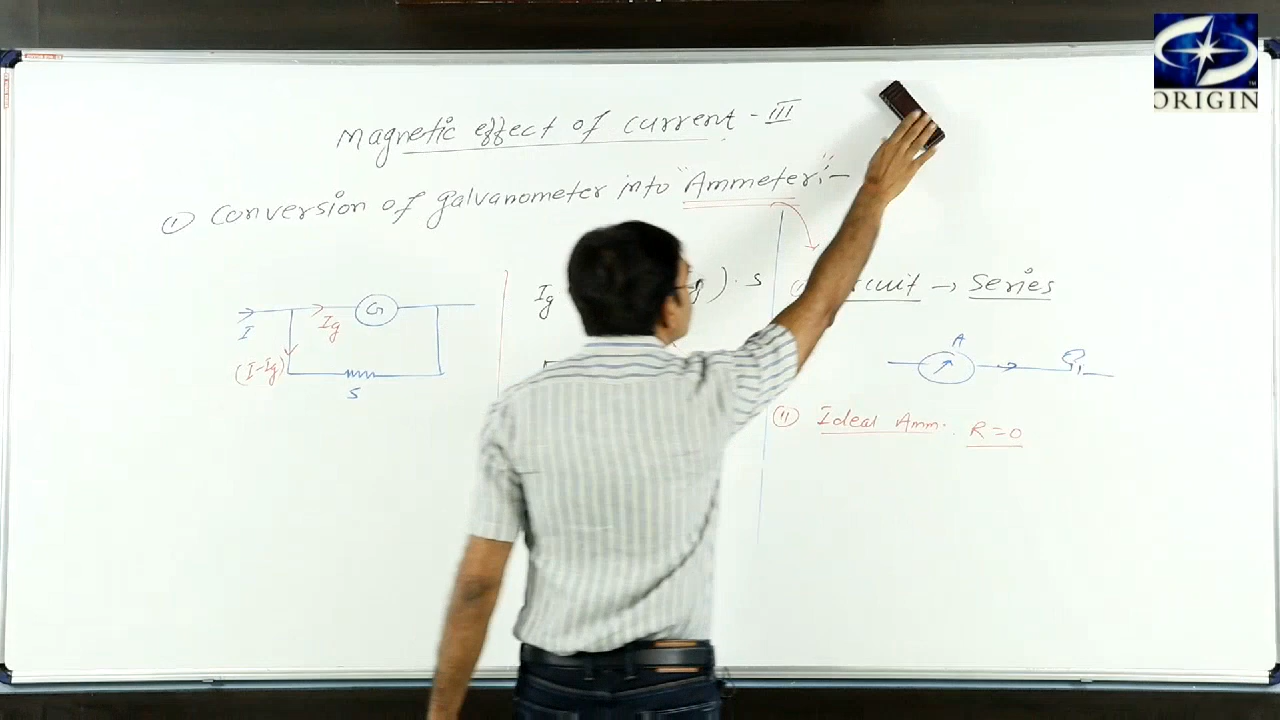 ORIGIN
Magnetic effect of current - III
① Conversion of galvanometer into "Ammeter":-
I
Ig
G
(I-Ig)
S
Ig
g) . S
→ Series
A
② Ideal Amm. R=0